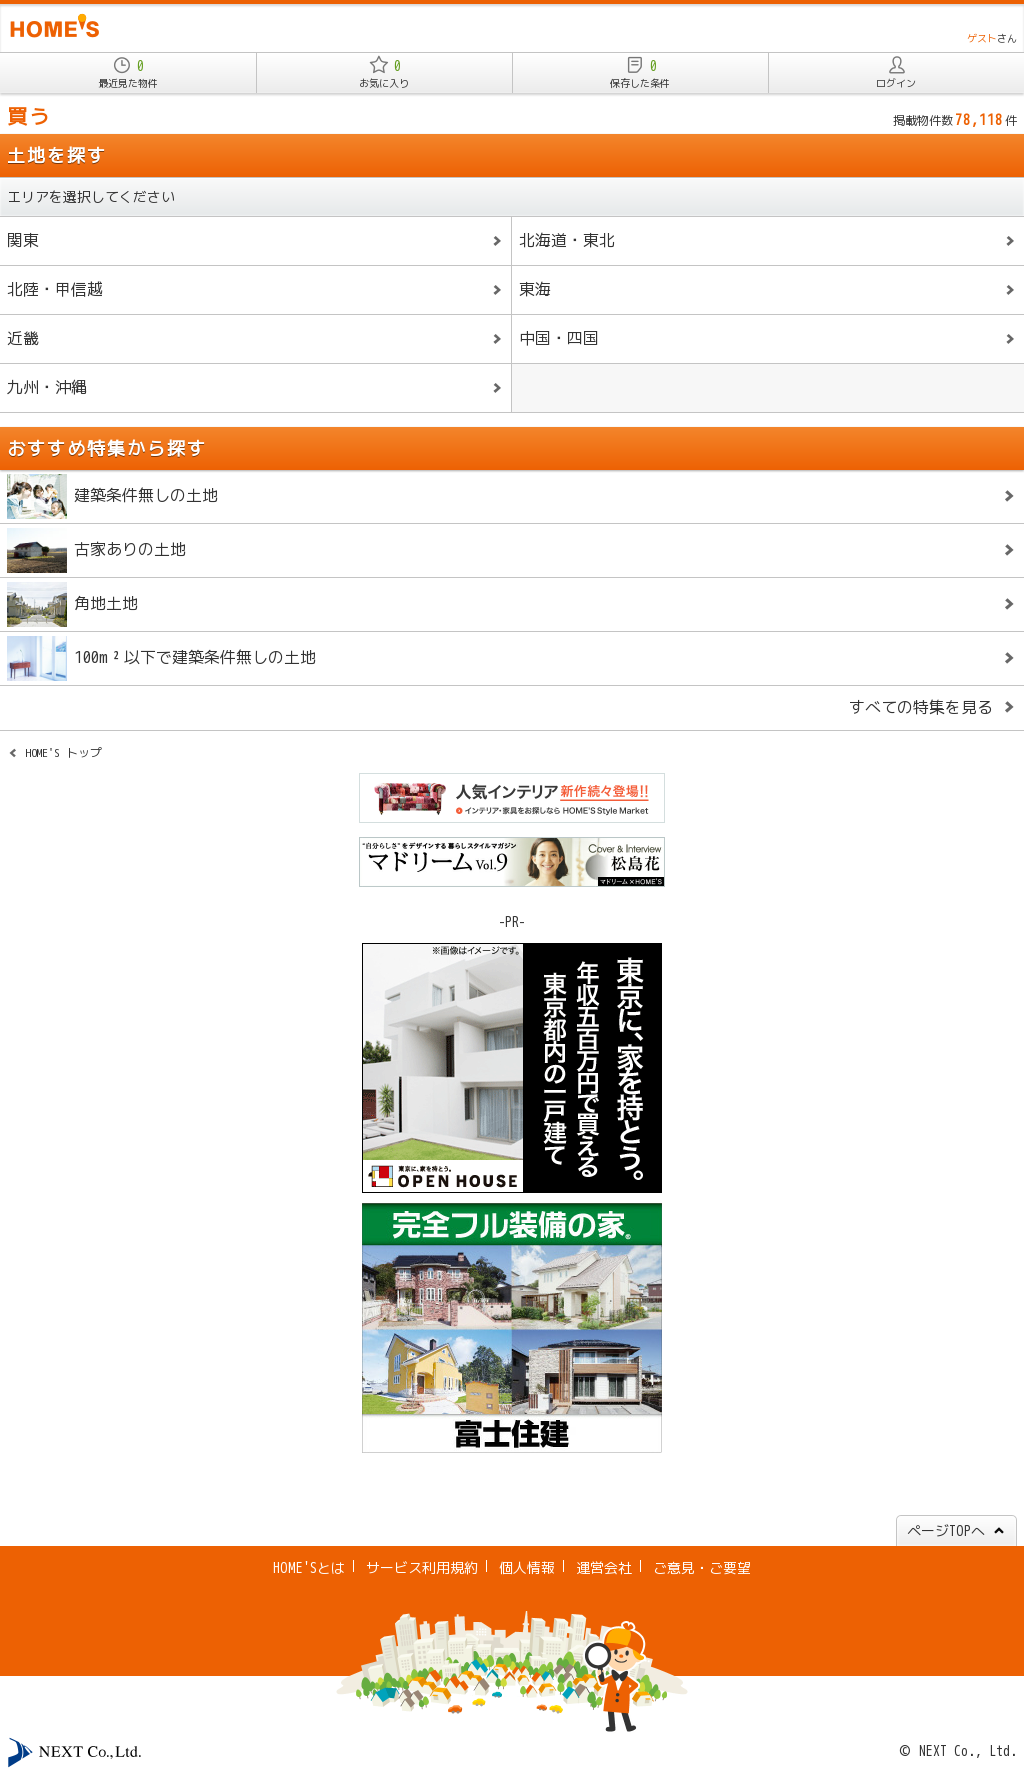 HOME'S
ゲストさん
0
最近見た物件
0
お気に入り
0
保存した条件
ログイン
買う
掲載物件数78,118件
土地を探す
エリアを選択してください
関東
北海道・東北
北陸・甲信越
東海
近畿
中国・四国
九州・沖縄
おすすめ特集から探す
建築条件無しの土地
古家ありの土地
角地土地
100m²以下で建築条件無しの土地
すべての特集を見る
HOME'S トップ
人気インテリア新作続々登場!!
インテリア・家具をお探しなら HOME'S Style Market
"自分らしさ"をデザインする暮らしスタイルマガジン
マドリーム Vol.9
Cover & Interview
松島花
マドリーム×HOME'S
-PR-
※画像はイメージです。
東京に、家を持とう。
年収五百万円で買える
東京都内の一戸建て
東京に、家を持とう。
OPEN HOUSE
完全フル装備の家®
富士住建
ページTOPへ
HOME'Sとは
サービス利用規約
個人情報
運営会社
ご意見・ご要望
NEXT Co., Ltd.
© NEXT Co., Ltd.